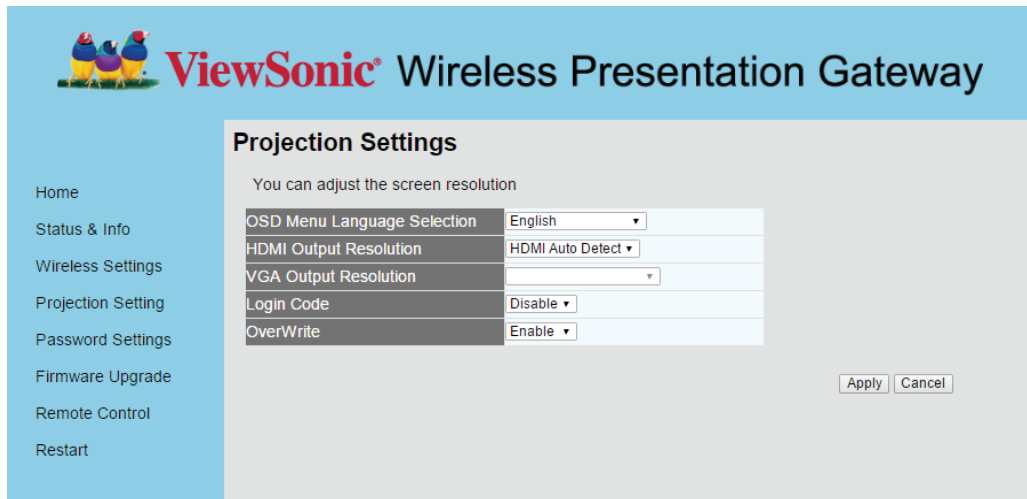 ViewSonic® Wireless Presentation Gateway
Home
Status & Info
Wireless Settings
Projection Setting
Password Settings
Firmware Upgrade
Remote Control
Restart
Projection Settings
You can adjust the screen resolution
OSD Menu Language Selection English
HDMI Output Resolution HDMI Auto Detect
VGA Output Resolution
Login Code Disable
OverWrite Enable
Apply Cancel